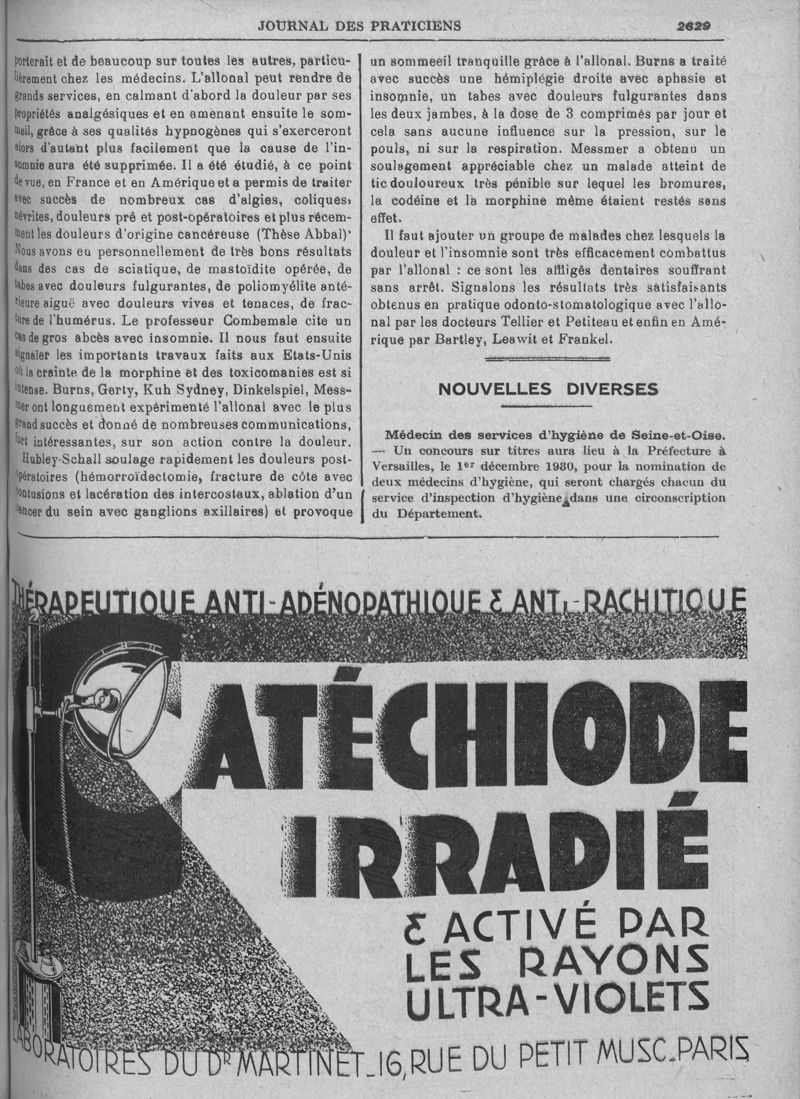 JOURNAL DES PRATICIENS 2629
porterait et de beaucoup sur toutes les autres, particu-
lièrement chez les médecins. L'allonal peut rendre de
grands services, en calmant d'abord la douleur par ses
propriétés analgésiques et en amenant ensuite le som-
meil, grâce à ses qualités hypnogènes qui s'exerceront
alors d'autant plus facilement que la cause de l'in-
somnie aura été supprimée. Il a été étudié, à ce point
de vue, en France et en Amérique et a permis de traiter
avec succès de nombreux cas d'algies, coliques,
névrites, douleurs pré et post-opératoires et plus récem-
ment les douleurs d'origine cancéreuse (Thèse Abbal)'
Nous avons eu personnellement de très bons résultats
dans des cas de sciatique, de mastoïdite opérée, de
tabes avec douleurs fulgurantes, de poliomyélite anté-
rieure aiguë avec douleurs vives et tenaces, de frac-
ture de l'humérus. Le professeur Combemale cite un
cas de gros abcès avec insomnie. Il nous faut ensuite
signaler les importants travaux faits aux Etats-Unis
où la crainte de la morphine et des toxicomanies est si
intense. Burns, Gerty, Kuh Sydney, Dinkelspiel, Mess-
mer ont longuement expérimenté l'allonal avec le plus
grand succès et donné de nombreuses communications,
fort intéressantes, sur son action contre la douleur.
Hubley-Schall soulage rapidement les douleurs post-
opératoires (hémorroïdectomie, fracture de côte avec
contusions et lacération des intercostaux, ablation d'un
cancer du sein avec ganglions axillaires) et provoque
un sommeeil tranquille grâce à l'allonal. Burns a traité
avec succès une hémiplégie droite avec aphasie et
insomnie, un tabes avec douleurs fulgurantes dans
les deux jambes, à la dose de 3 comprimés par jour et
cela sans aucune influence sur la pression, sur le
pouls, ni sur la respiration. Messmer a obtenu un
soulagement appréciable chez un malade atteint de
tic douloureux très pénible sur lequel les bromures,
la codéine et la morphine même étaient restés sans
effet.
Il faut ajouter un groupe de malades chez lesquels la
douleur et l'insomnie sont très efficacement combattus
par l'allonal : ce sont les affligés dentaires souffrant
sans arrêt. Signalons les résultats très satisfaisants
obtenus en pratique odonto-stomatologique avec l'allo-
nal par les docteurs Tellier et Petiteau et enfin en Amé-
rique par Bartley, Leawit et Frankel.
NOUVELLES DIVERSES
Médecin des services d'hygiène de Seine-et-Oise.
— Un concours sur titres aura lieu à la Préfecture à
Versailles, le 1er décembre 1930, pour la nomination de
deux médecins d'hygiène, qui seront chargés chacun du
service d'inspection d'hygiène dans une circonscription
du Département.
THÉRAPEUTIQUE ANTI-ADÉNOPATHIQUE & ANTI-RACHITIQUE
CATÉCHIODE
IRRADIÉ
& ACTIVÉ PAR
LES RAYONS
ULTRA-VIOLETS
LABORATOIRES DU DR MARTINET_16, RUE DU PETIT MUSC_PARIS